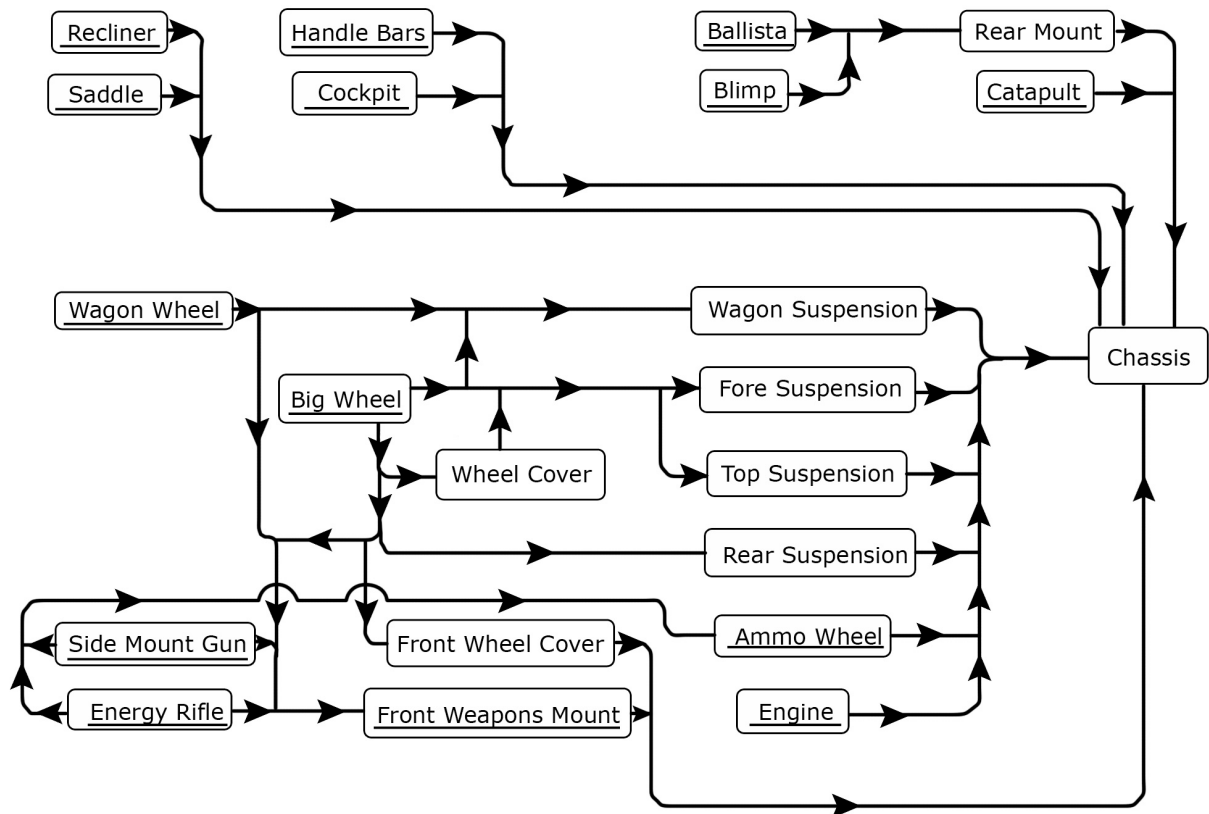 Recliner
Handle Bars
Ballista
Rear Mount
Saddle
Cockpit
Blimp
Catapult
Wagon Wheel
Wagon Suspension
Chassis
Big Wheel
Fore Suspension
Wheel Cover
Top Suspension
Rear Suspension
Side Mount Gun
Front Wheel Cover
Ammo Wheel
Energy Rifle
Front Weapons Mount
Engine